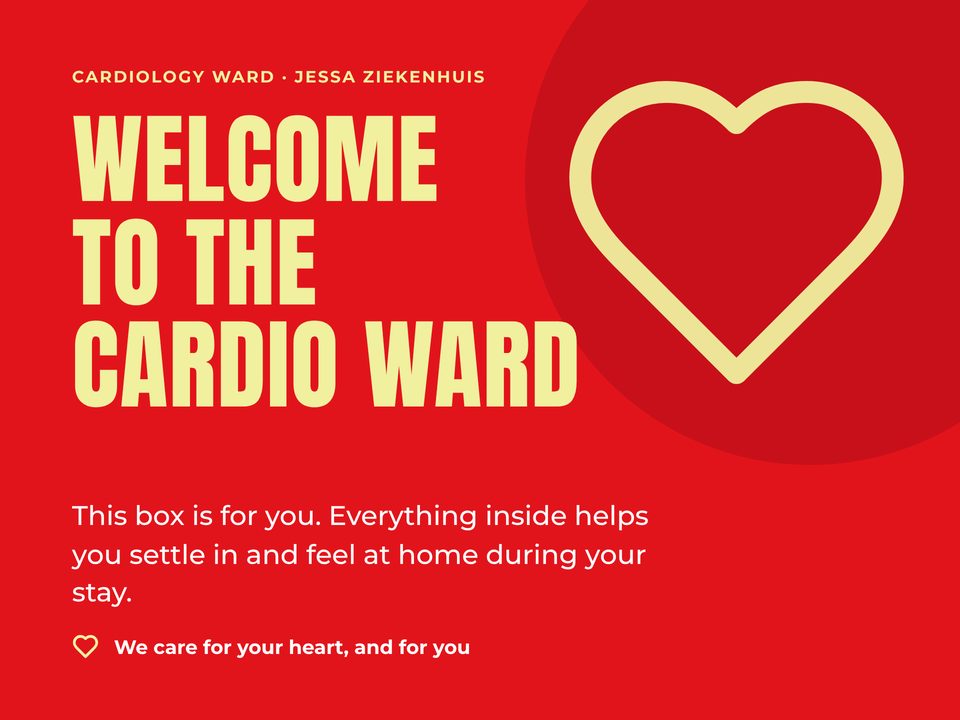 CARDIOLOGY WARD · JESSA ZIEKENHUIS
WELCOME
TO THE
CARDIO WARD
This box is for you. Everything inside helps
you settle in and feel at home during your
stay.
We care for your heart, and for you